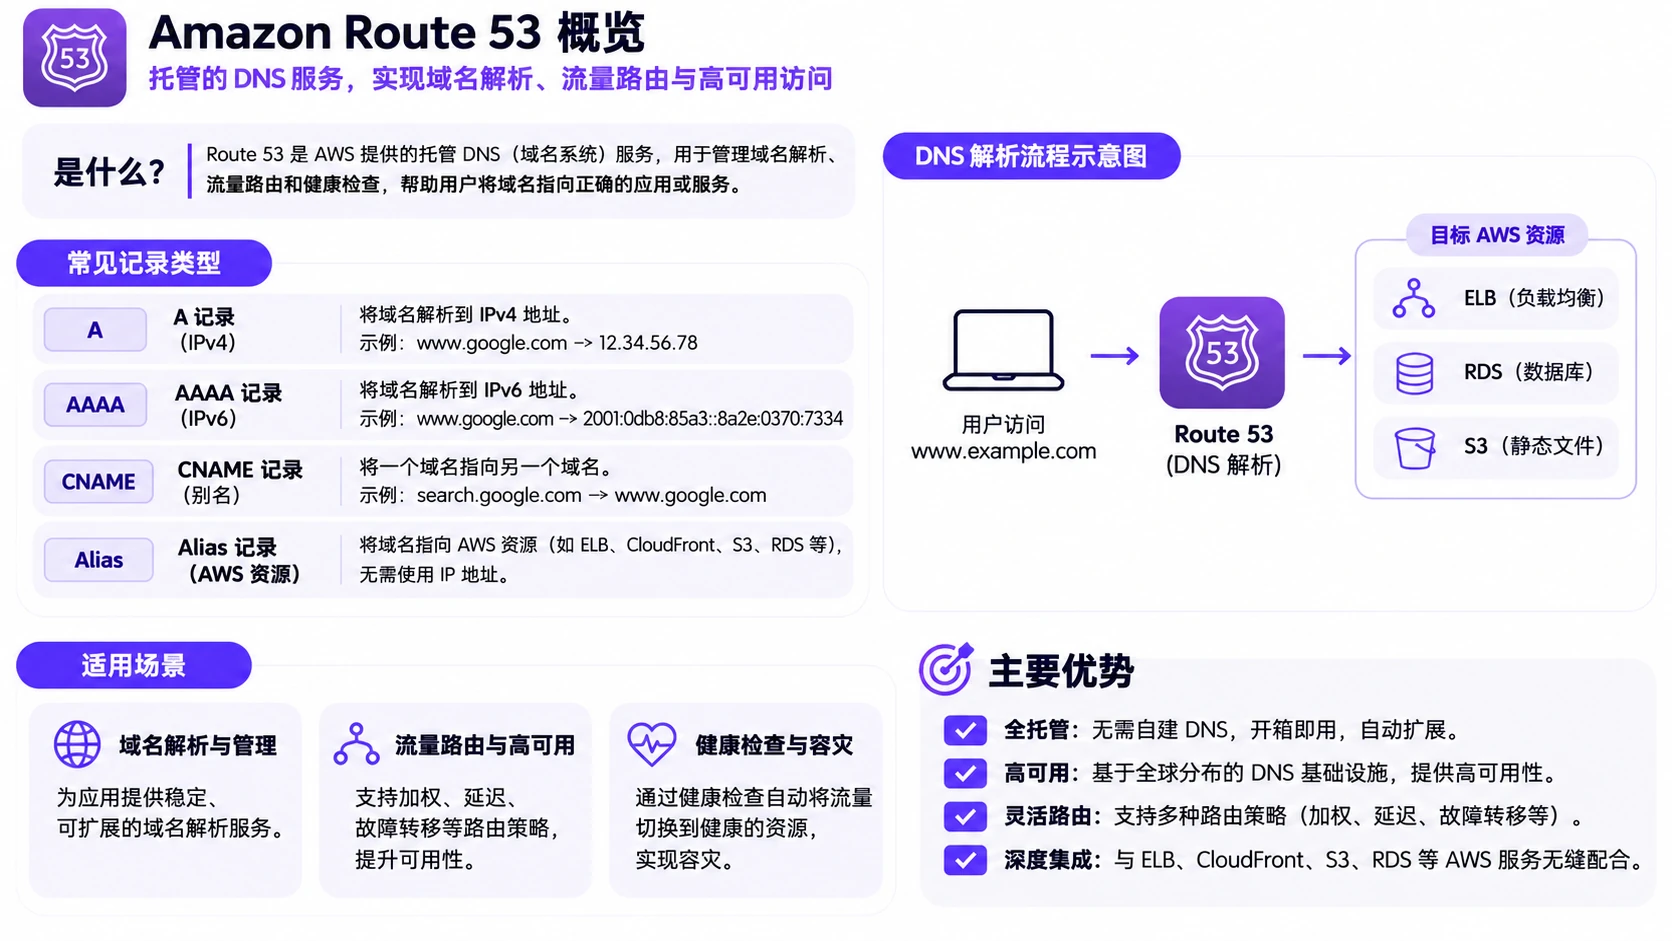 53
Amazon Route 53 概览
托管的 DNS 服务，实现域名解析、流量路由与高可用访问
是什么？
Route 53 是 AWS 提供的托管 DNS（域名系统）服务，用于管理域名解析、
流量路由和健康检查，帮助用户将域名指向正确的应用或服务。
常见记录类型
A
A 记录
（IPv4）
将域名解析到 IPv4 地址。
示例：www.google.com -> 12.34.56.78
AAAA
AAAA 记录
（IPv6）
将域名解析到 IPv6 地址。
示例：www.google.com -> 2001:0db8:85a3::8a2e:0370:7334
CNAME
CNAME 记录
（别名）
将一个域名指向另一个域名。
示例：search.google.com -> www.google.com
Alias
Alias 记录
（AWS 资源）
将域名指向 AWS 资源（如 ELB、CloudFront、S3、RDS 等），
无需使用 IP 地址。
DNS 解析流程示意图
用户访问
www.example.com
53
Route 53
(DNS 解析)
目标 AWS 资源
ELB（负载均衡）
RDS（数据库）
S3（静态文件）
适用场景
域名解析与管理
为应用提供稳定、
可扩展的域名解析服务。
流量路由与高可用
支持加权、延迟、
故障转移等路由策略，
提升可用性。
健康检查与容灾
通过健康检查自动将流量
切换到健康的资源，
实现容灾。
主要优势
全托管：无需自建 DNS，开箱即用，自动扩展。
高可用：基于全球分布的 DNS 基础设施，提供高可用性。
灵活路由：支持多种路由策略（加权、延迟、故障转移等）。
深度集成：与 ELB、CloudFront、S3、RDS 等 AWS 服务无缝配合。